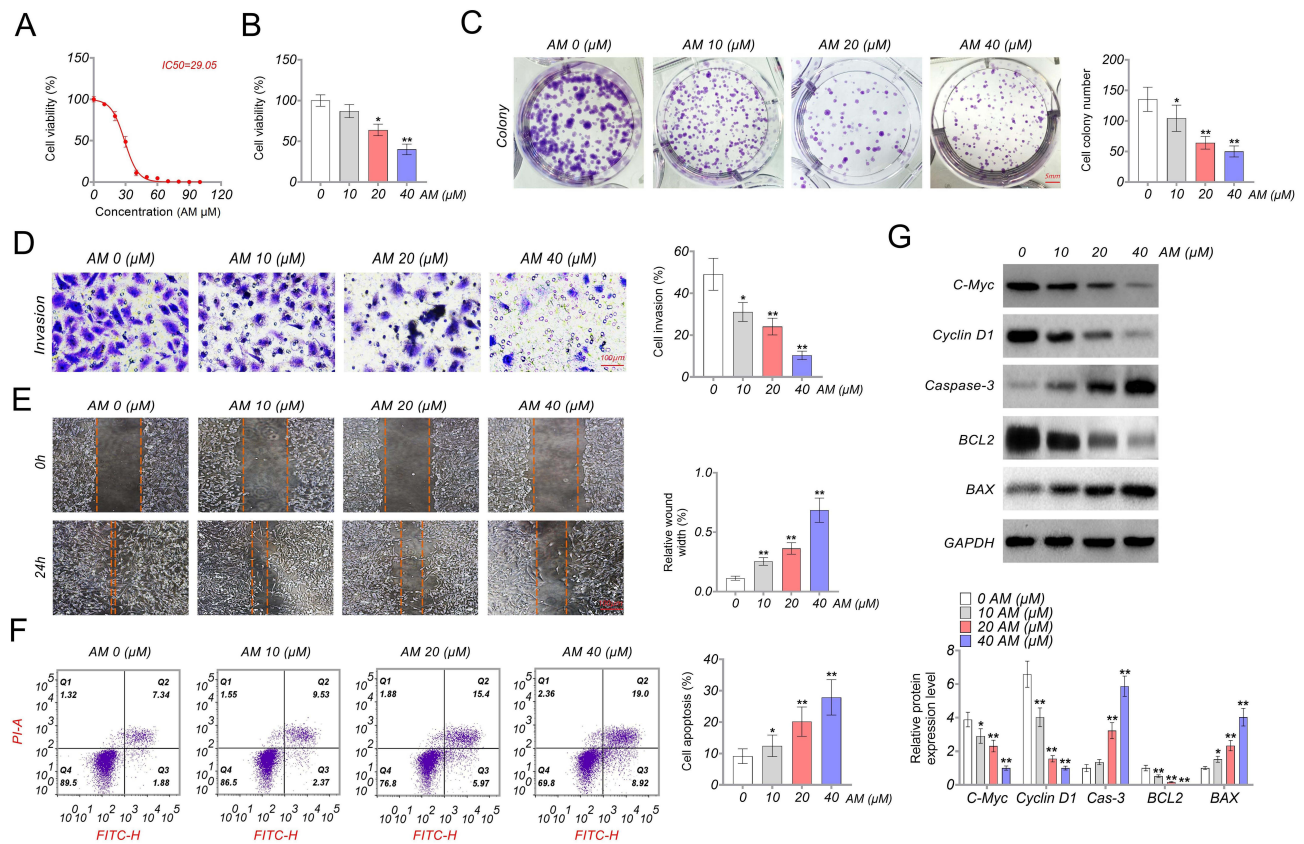 A
150
100
50
0
Cell viability (%)
IC50=29.05
0
30
60
90
120
Concentration (AM µM)
B
150
100
50
0
Cell viability (%)
*
**
0
10
20
40
AM (µM)
C
AM 0 (µM)
AM 10 (µM)
AM 20 (µM)
AM 40 (µM)
Colony
5mm
200
150
100
50
0
Cell colony number
*
**
**
0
10
20
40
AM (µM)
D
AM 0 (µM)
AM 10 (µM)
AM 20 (µM)
AM 40 (µM)
Invasion
100µm
60
40
20
0
Cell invasion (%)
*
**
**
0
10
20
40
AM (µM)
E
AM 0 (µM)
AM 10 (µM)
AM 20 (µM)
AM 40 (µM)
0h
24h
1.0
0.5
0.0
Relative wound
width (%)
**
**
**
0
10
20
40
AM (µM)
F
AM 0 (µM)
AM 10 (µM)
AM 20 (µM)
AM 40 (µM)
PI-A
Q1
1.32
Q2
7.34
Q4
89.5
Q3
1.88
Q1
1.55
Q2
9.53
Q4
86.5
Q3
2.37
Q1
1.88
Q2
15.4
Q4
76.8
Q3
5.97
Q1
2.36
Q2
19.0
Q4
69.8
Q3
8.92
FITC-H
FITC-H
FITC-H
FITC-H
40
30
20
10
0
Cell apoptosis (%)
*
**
**
0
10
20
40
AM (µM)
G
0
10
20
40
AM (µM)
C-Myc
Cyclin D1
Caspase-3
BCL2
BAX
GAPDH
0 AM (µM)
10 AM (µM)
20 AM (µM)
40 AM (µM)
8
6
4
2
0
Relative protein
expression level
*
**
**
**
**
**
**
**
**
**
**
*
**
**
C-Myc
Cyclin D1
Cas-3
BCL2
BAX